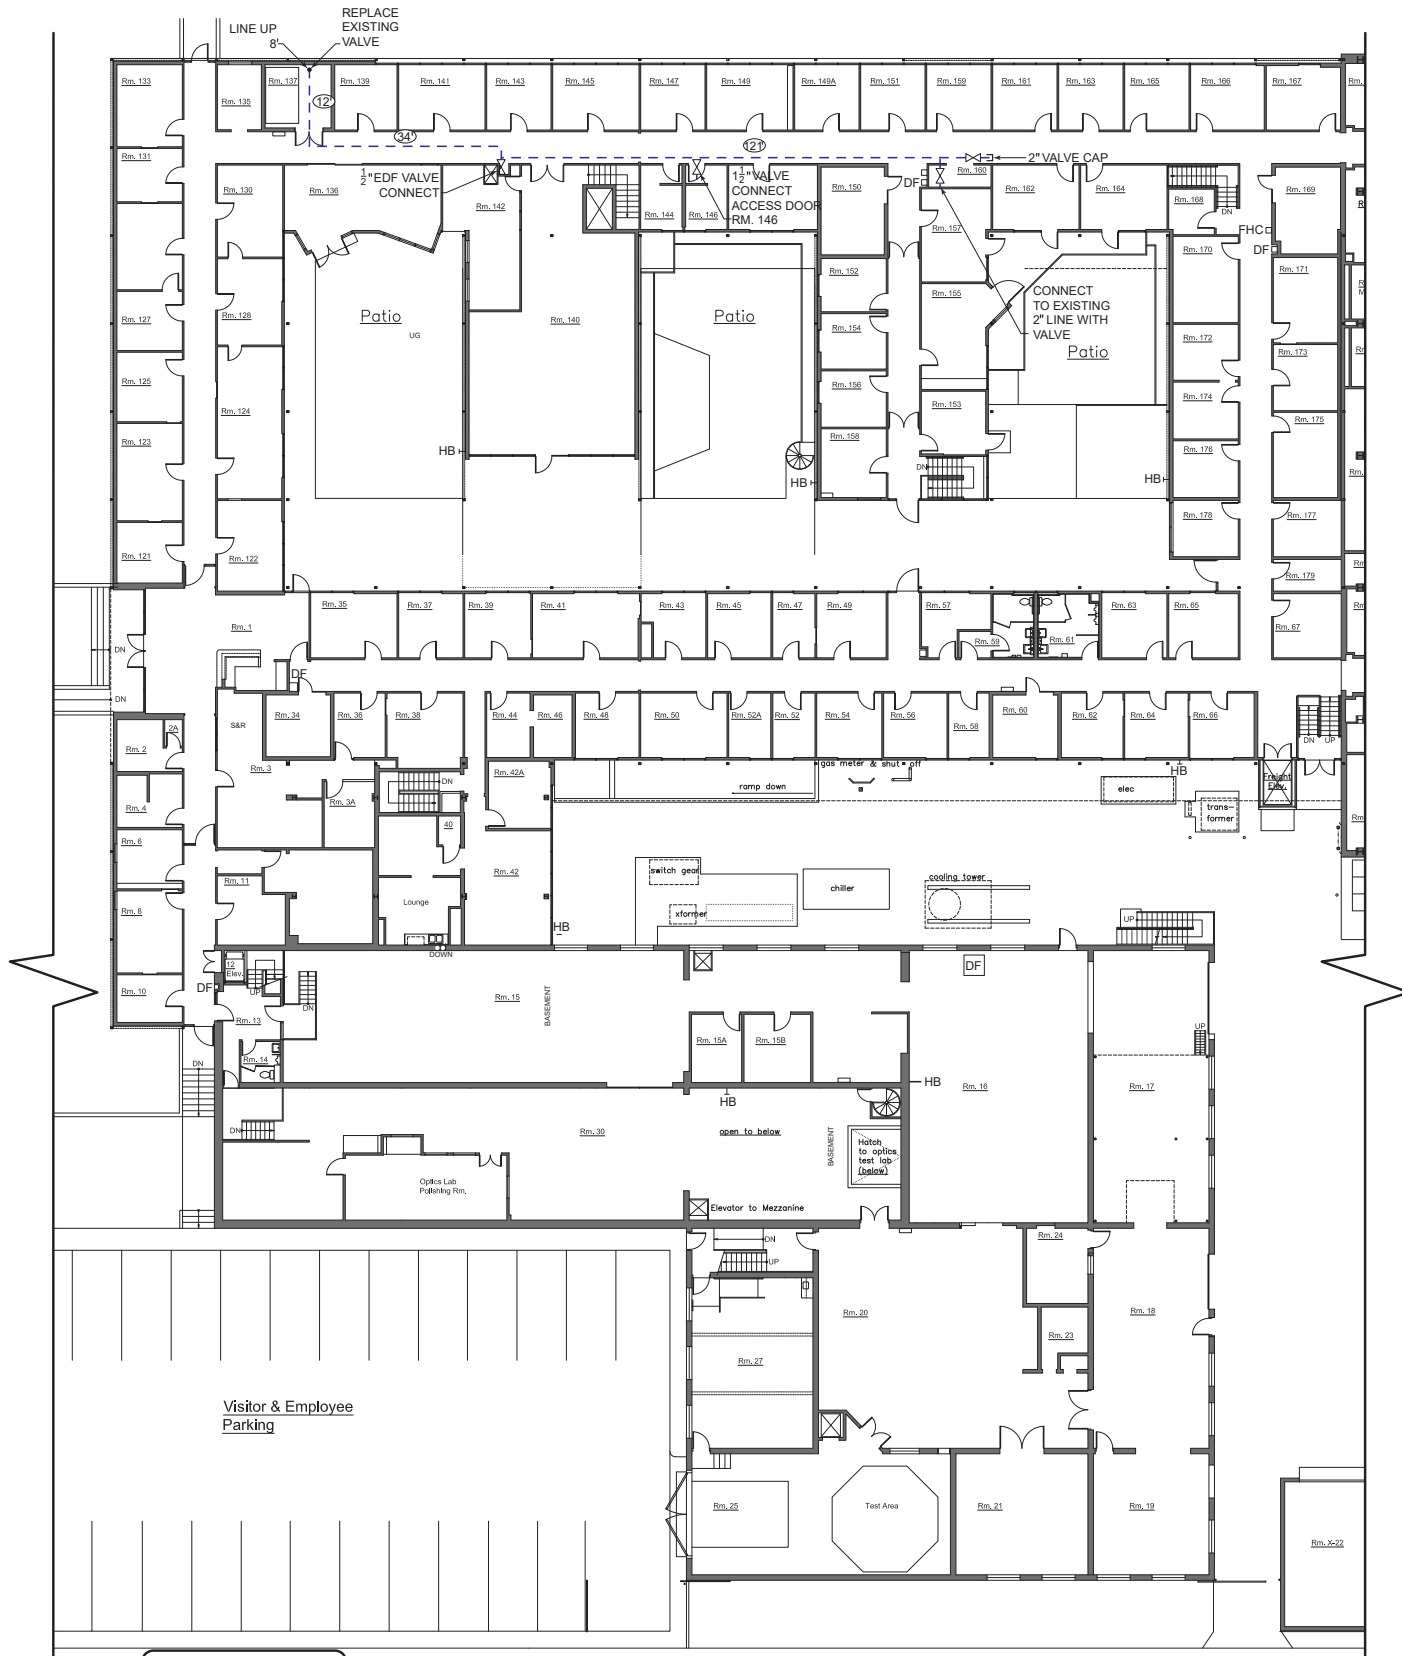 LINE UP
8'
REPLACE
EXISTING
VALVE
Rm. 133
Rm. 135
Rm. 137
12'
Rm. 139
Rm. 141
Rm. 143
Rm. 145
Rm. 147
Rm. 149
Rm. 149A
Rm. 151
Rm. 159
Rm. 161
Rm. 163
Rm. 165
Rm. 166
Rm. 167
34'
121'
Rm. 131
1/2" EDF VALVE
CONNECT
1 1/2" VALVE
CONNECT
ACCESS DOOR
RM. 146
2" VALVE CAP
Rm. 130
Rm. 136
Rm. 142
Rm. 144
Rm. 146
Rm. 150
DF
Rm. 160
Rm. 157
Rm. 162
Rm. 164
Rm. 168
DN
Rm. 169
FHC
DF
Rm. 170
Rm. 171
Rm. 127
Rm. 128
Patio
UG
Rm. 140
Patio
Rm. 152
Rm. 154
Rm. 155
CONNECT
TO EXISTING
2" LINE WITH
VALVE
Patio
Rm. 172
Rm. 173
Rm. 125
Rm. 124
Rm. 156
Rm. 153
Rm. 174
Rm. 175
Rm. 123
HB
HB
Rm. 158
DN
HB
Rm. 176
Rm. 121
Rm. 122
Rm. 178
Rm. 177
Rm. 179
Rm. 1
Rm. 35
Rm. 37
Rm. 39
Rm. 41
Rm. 43
Rm. 45
Rm. 47
Rm. 49
Rm. 57
Rm. 59
Rm. 61
Rm. 63
Rm. 65
Rm. 67
DN
DN
DF
S&R
Rm. 34
Rm. 36
Rm. 38
Rm. 44
Rm. 46
Rm. 48
Rm. 50
Rm. 52A
Rm. 52
Rm. 54
Rm. 56
Rm. 58
Rm. 60
Rm. 62
Rm. 64
Rm. 66
DN
UP
2A
Rm. 2
Rm. 3
Rm. 4
Rm. 3A
DN
Rm. 42A
ramp down
gas meter & shut off
HB
elec
trans-
former
Freight
Elev.
Rm. 6
40
Rm. 42
Rm. 11
Rm. 8
Lounge
switch gear
xformer
chiller
cooling tower
UP
HB
DOWN
12
Elev.
UP
DF
Rm. 10
Rm. 13
DN
Rm. 15
BASEMENT
DF
Rm. 14
Rm. 15A
Rm. 15B
UP
DN
HB
HB
Rm. 16
Rm. 17
DN
Rm. 30
open to below
BASEMENT
Hatch
to optics
test lab
(below)
Optics Lab
Polishing Rm.
Elevator to Mezzanine
DN
UP
Rm. 24
Rm. 20
Rm. 18
Rm. 23
Rm. 27
Visitor & Employee
Parking
Rm. 25
Test Area
Rm. 21
Rm. 19
Rm. X-22